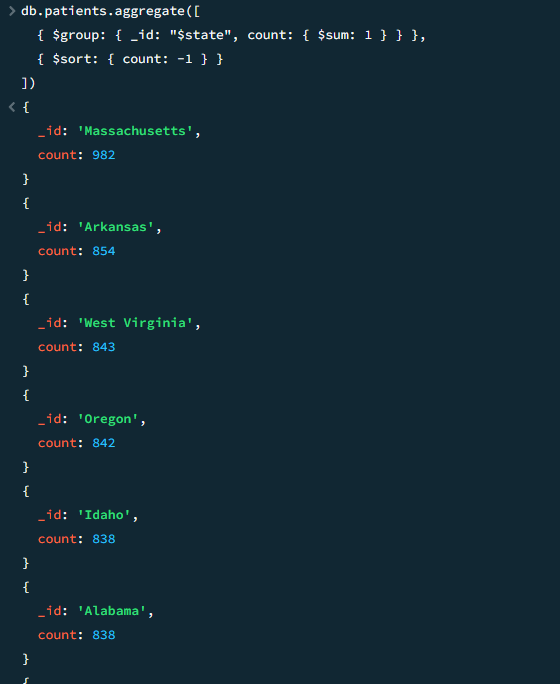 > db.patients.aggregate([
{ $group: { _id: "$state", count: { $sum: 1 } } },
{ $sort: { count: -1 } }
])
< {
_id: 'Massachusetts',
count: 982
}
{
_id: 'Arkansas',
count: 854
}
{
_id: 'West Virginia',
count: 843
}
{
_id: 'Oregon',
count: 842
}
{
_id: 'Idaho',
count: 838
}
{
_id: 'Alabama',
count: 838
}
{